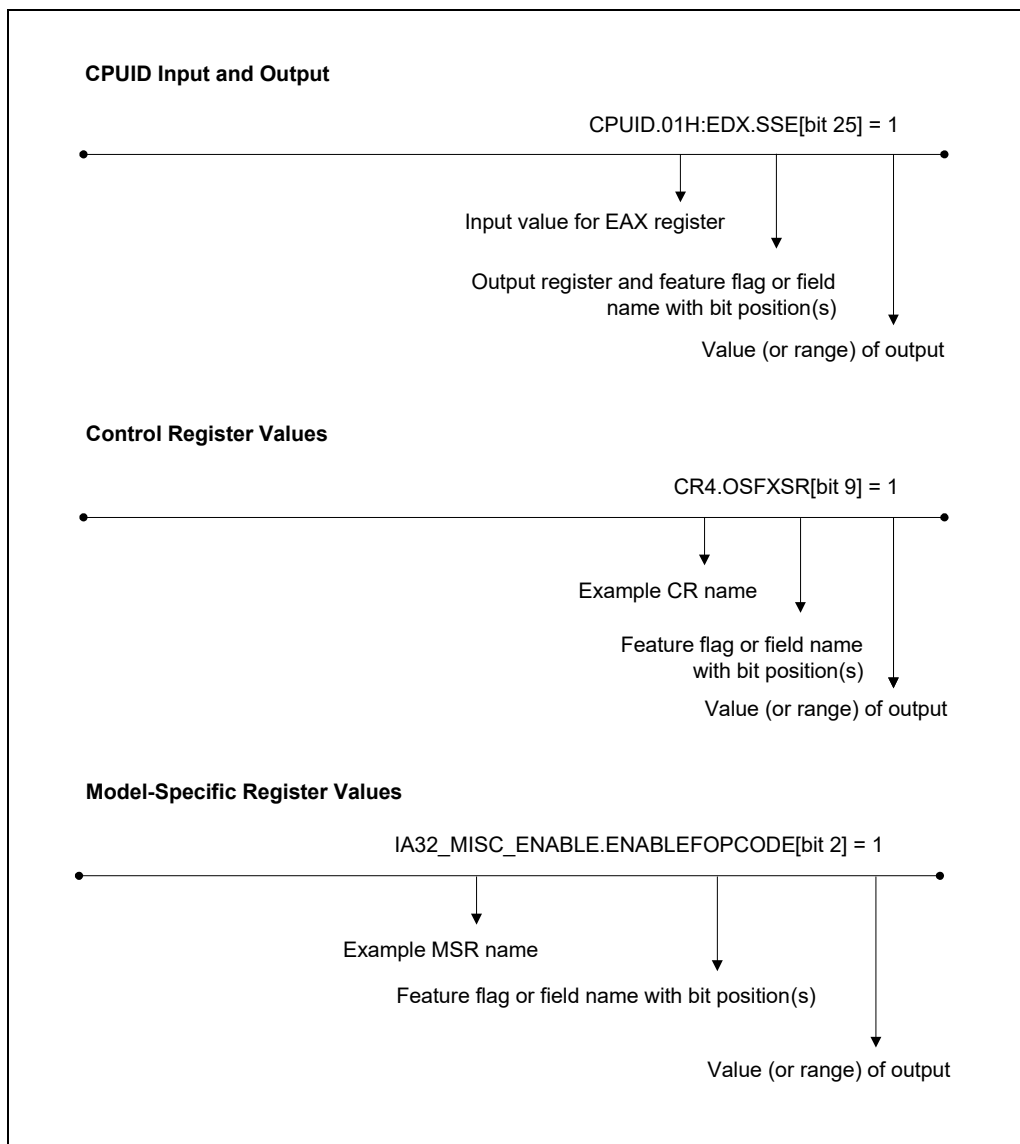 CPUID Input and Output
CPUID.01H:EDX.SSE[bit 25] = 1
Input value for EAX register
Output register and feature flag or field
name with bit position(s)
Value (or range) of output
Control Register Values
CR4.OSFXSR[bit 9] = 1
Example CR name
Feature flag or field name
with bit position(s)
Value (or range) of output
Model-Specific Register Values
IA32_MISC_ENABLE.ENABLEFOPCODE[bit 2] = 1
Example MSR name
Feature flag or field name with bit position(s)
Value (or range) of output